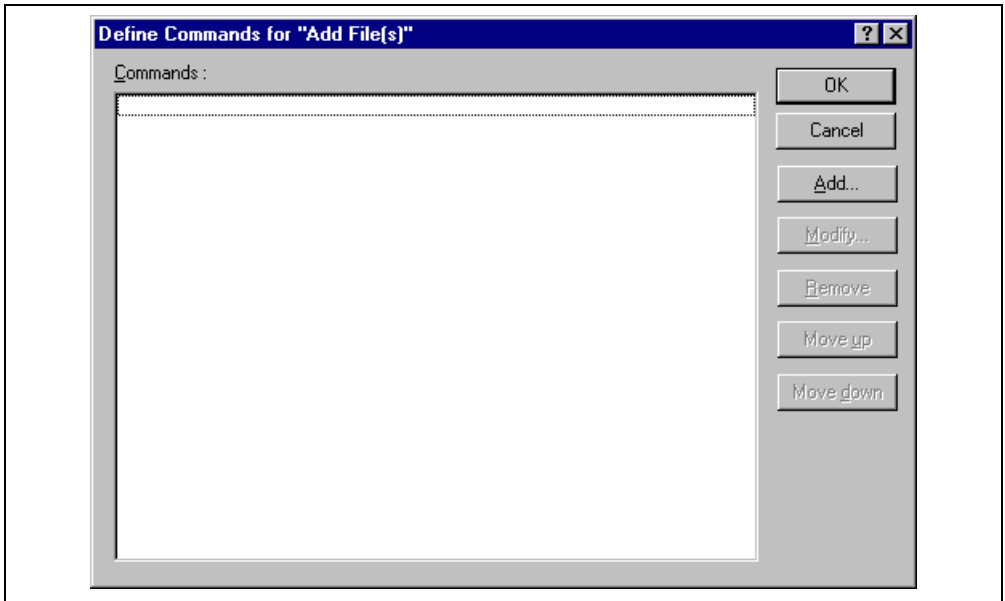 Define Commands for "Add File(s)"
Commands :
OK
Cancel
Add...
Modify...
Remove
Move up
Move down